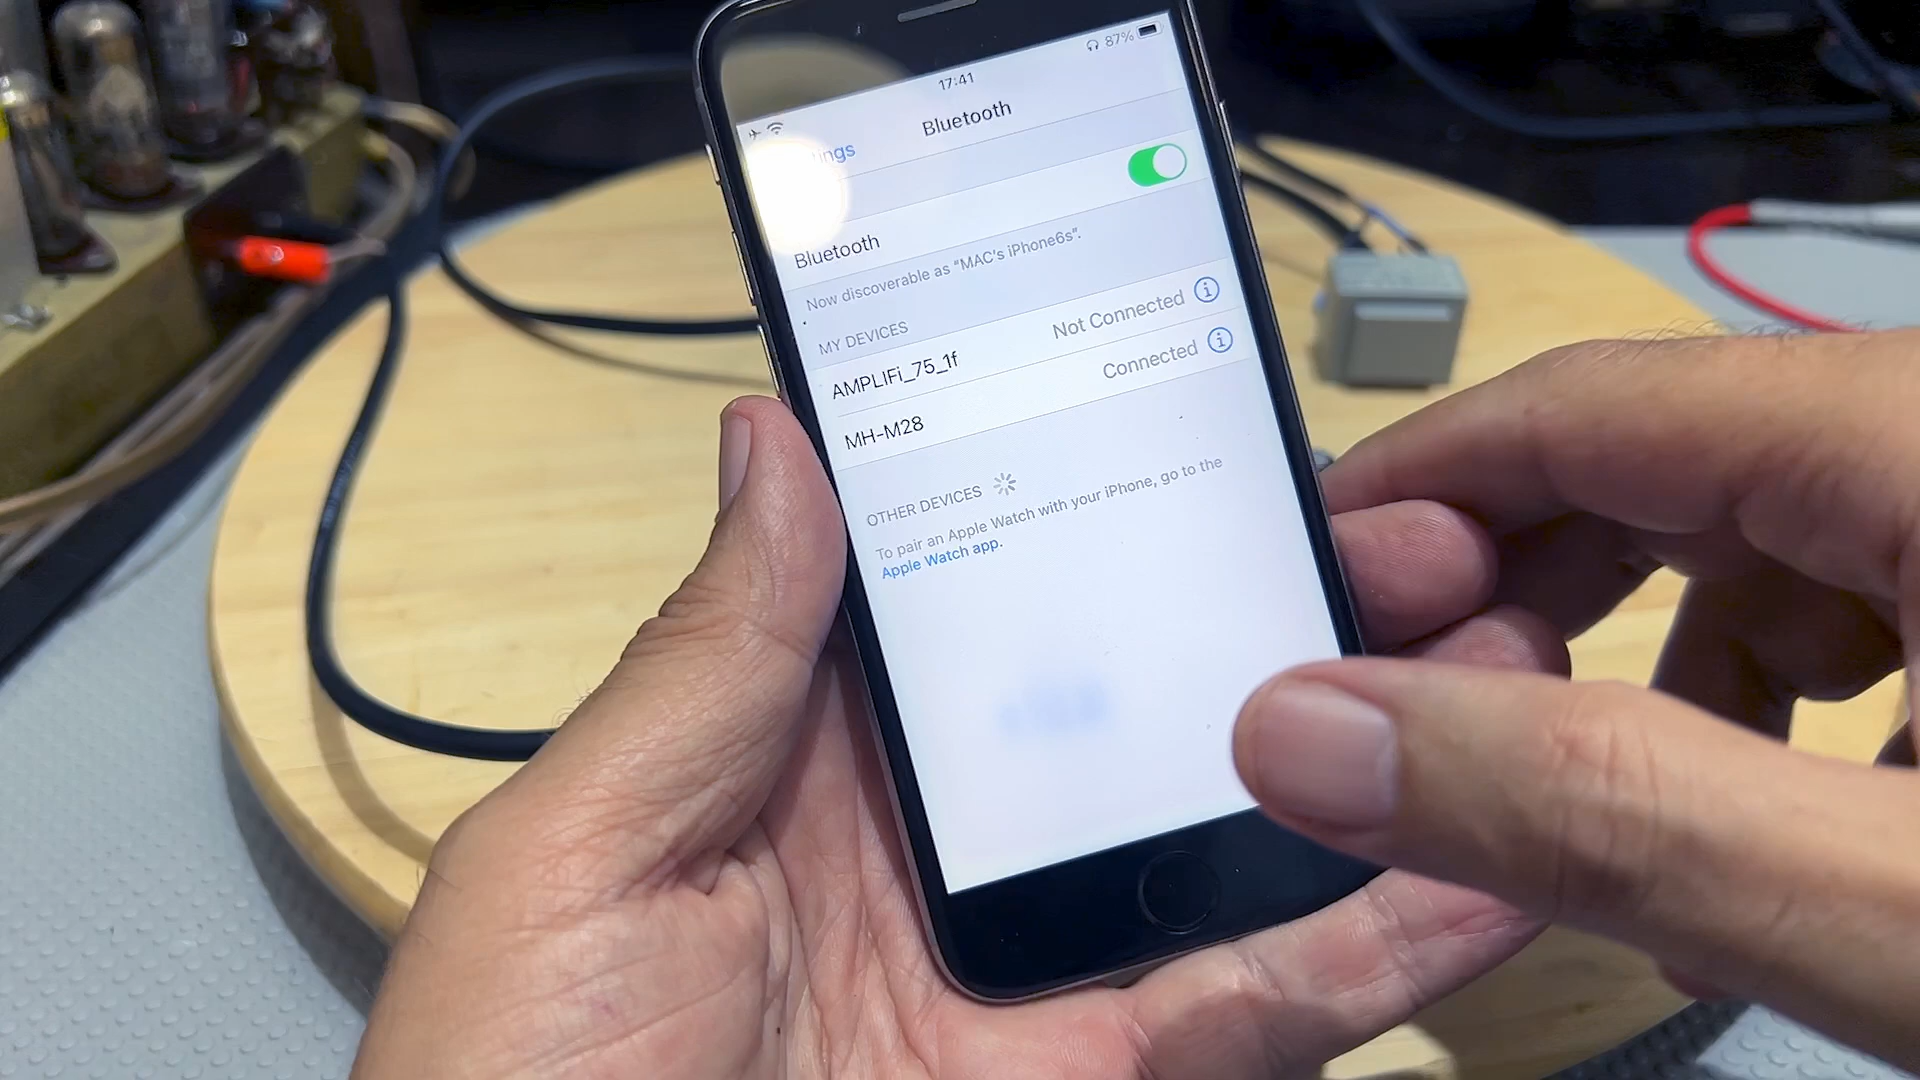 87%
17:41
ings
Bluetooth
Bluetooth
Now discoverable as “MAC's iPhone6s”.
MY DEVICES
AMPLIFi_75_1f Not Connected
MH-M28 Connected
OTHER DEVICES
To pair an Apple Watch with your iPhone, go to the
Apple Watch app.